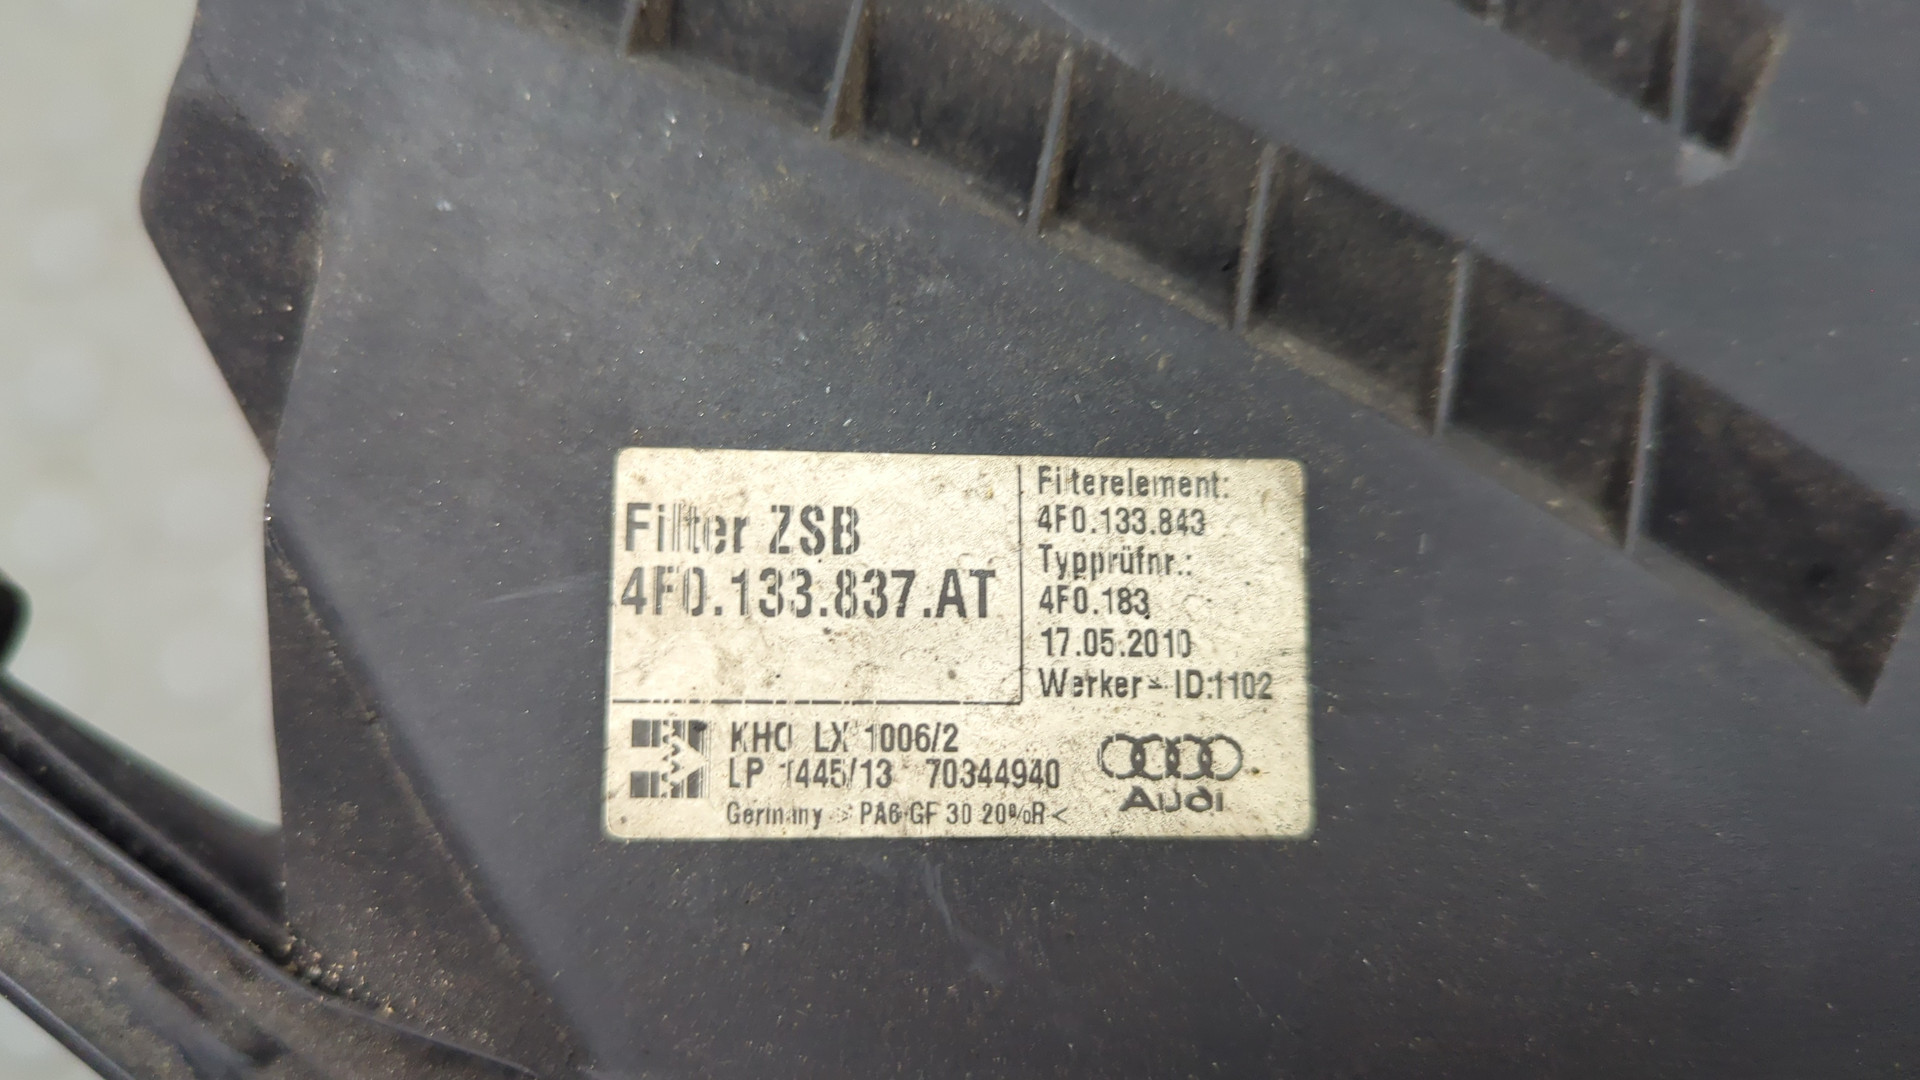 Filter ZSB
4F0.133.837.AT
Filterelement:
4F0.133.843
Typprüfnr.:
4F0.183
17.05.2010
Werker - ID:1102
KHO LX 1006/2
LP 1445/13 70344940
Germany >PA6-GF 30 20%R<
Audi